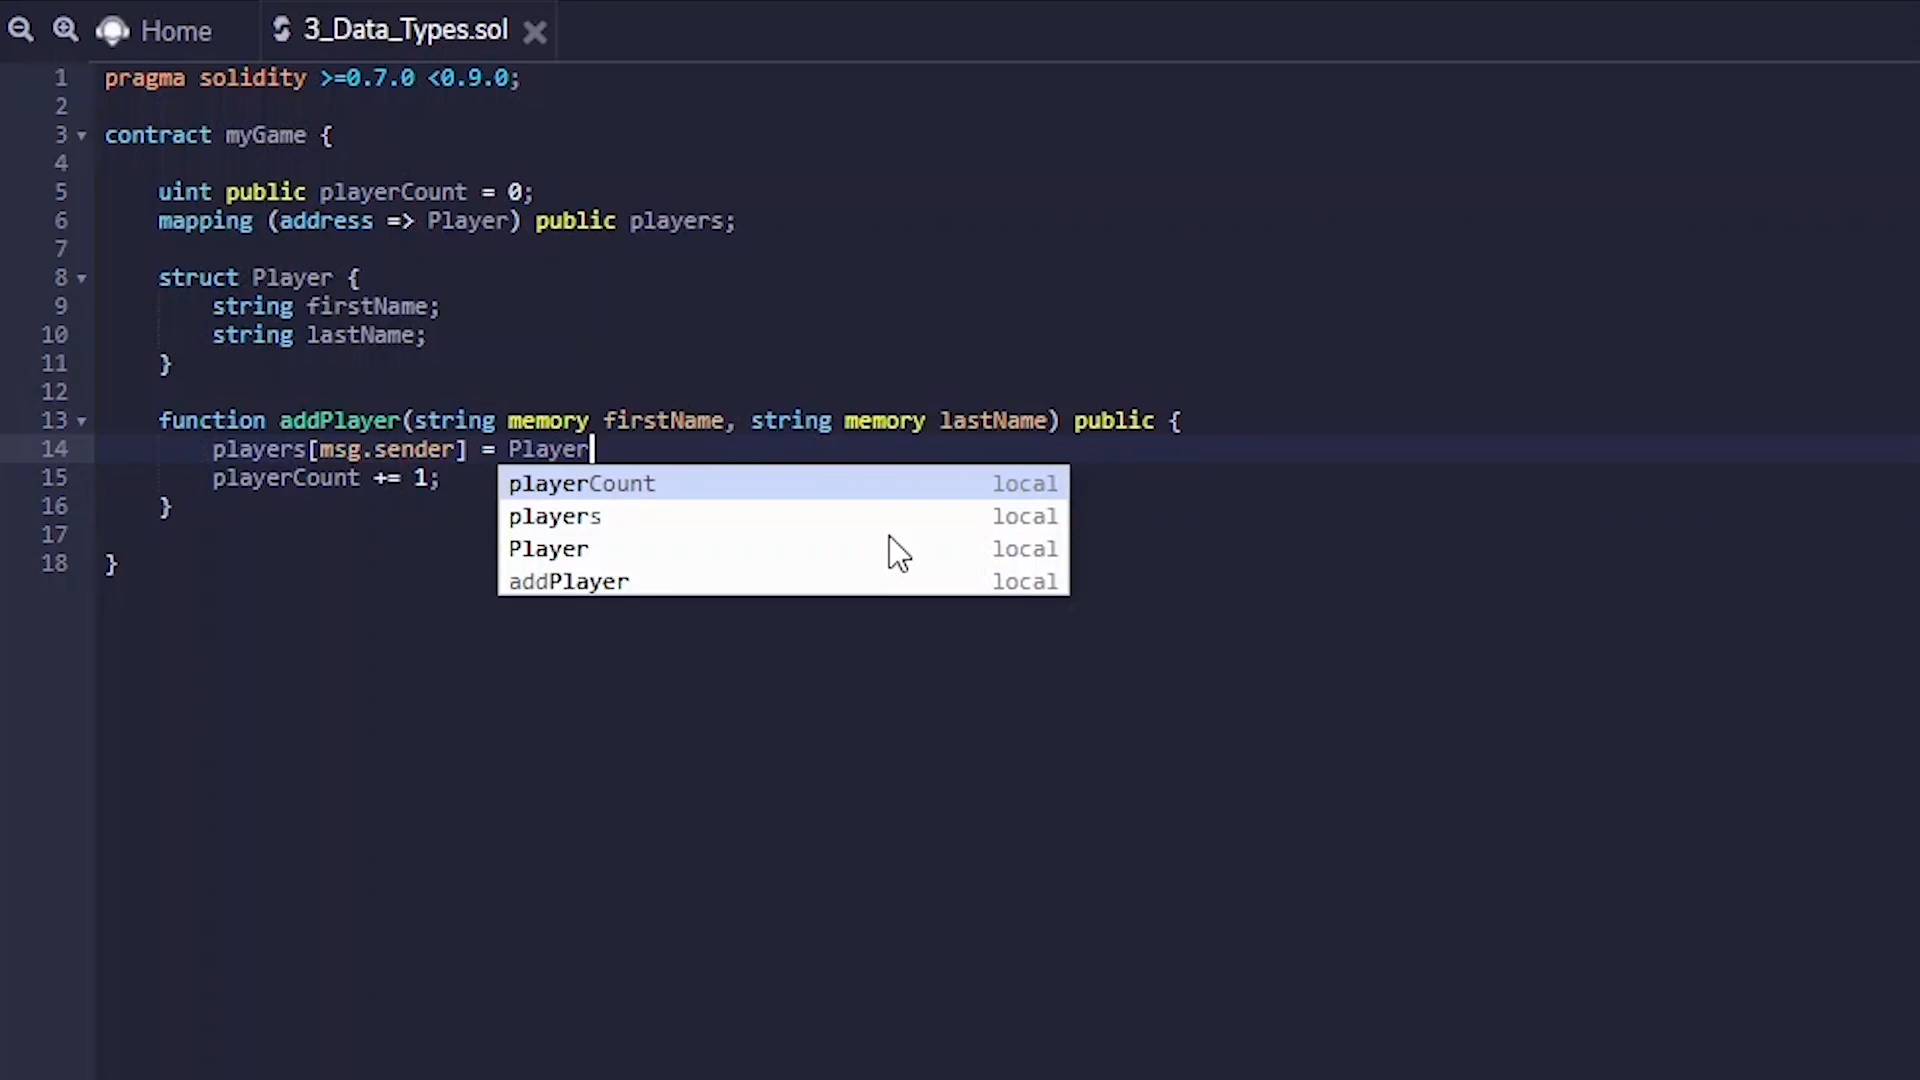 Home 3_Data_Types.sol
1 pragma solidity >=0.7.0 <0.9.0;
2
3 contract myGame {
4
5 uint public playerCount = 0;
6 mapping (address => Player) public players;
7
8 struct Player {
9 string firstName;
10 string lastName;
11 }
12
13 function addPlayer(string memory firstName, string memory lastName) public {
14 players[msg.sender] = Player
15 playerCount += 1;
16 }
17
18 }
playerCount local
players local
Player local
addPlayer local